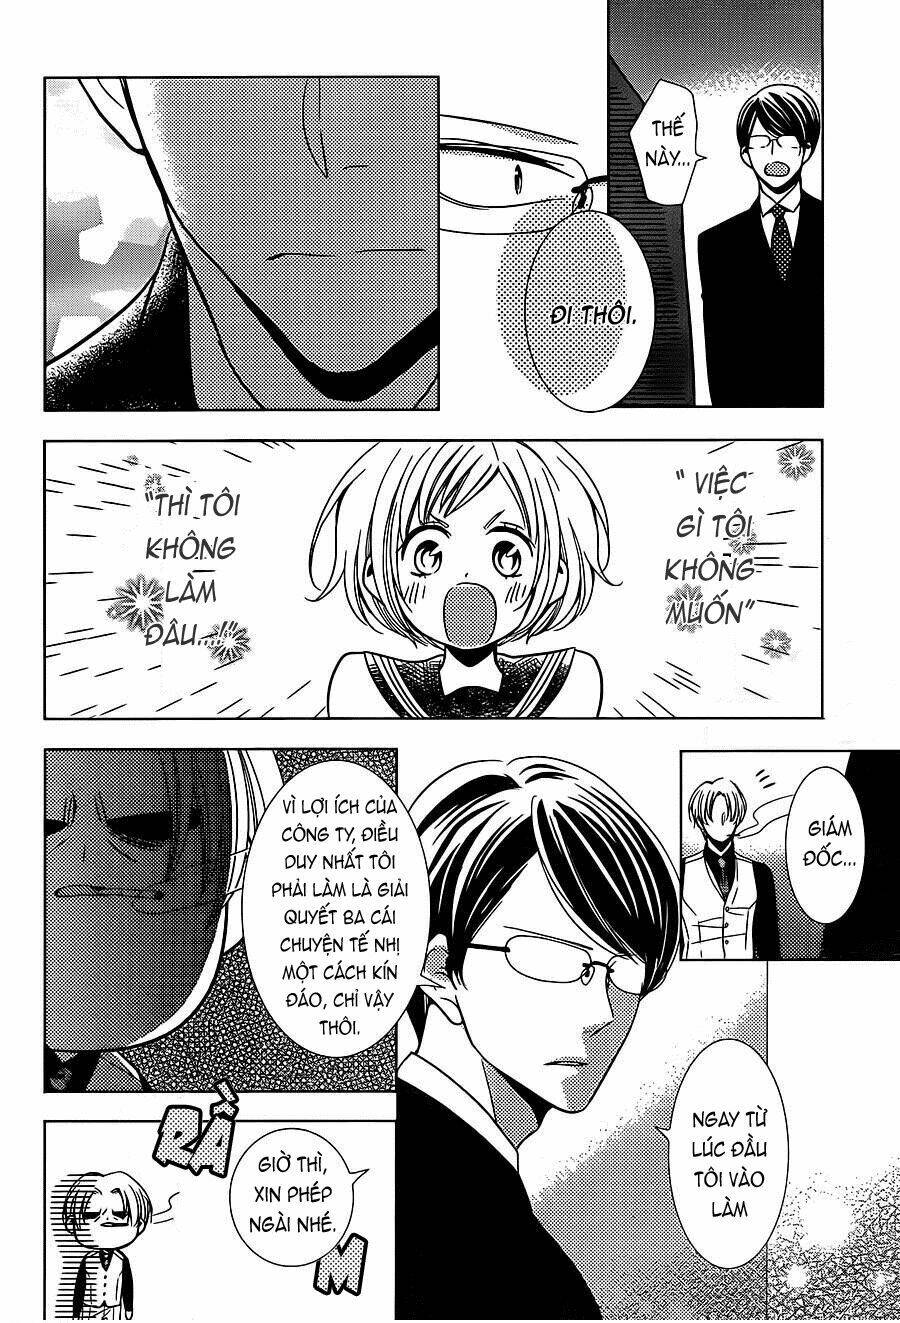 THẾ
NÀY...
ĐI THÔI.
"VIỆC
GÌ TÔI
KHÔNG
MUỐN"
"THÌ TÔI
KHÔNG
LÀM
ĐÂU....!"
GIÁM
ĐỐC...
NGAY TỪ
LÚC ĐẦU
TÔI VÀO
LÀM
VÌ LỢI ÍCH CỦA
CÔNG TY, ĐIỀU
DUY NHẤT TÔI
PHẢI LÀM LÀ GIẢI
QUYẾT BA CÁI
CHUYỆN TẾ NHỊ
MỘT CÁCH KÍN
ĐÁO, CHỈ VẬY
THÔI.
GIỜ THÌ,
XIN PHÉP
NGÀI NHÉ.
RẦ
M